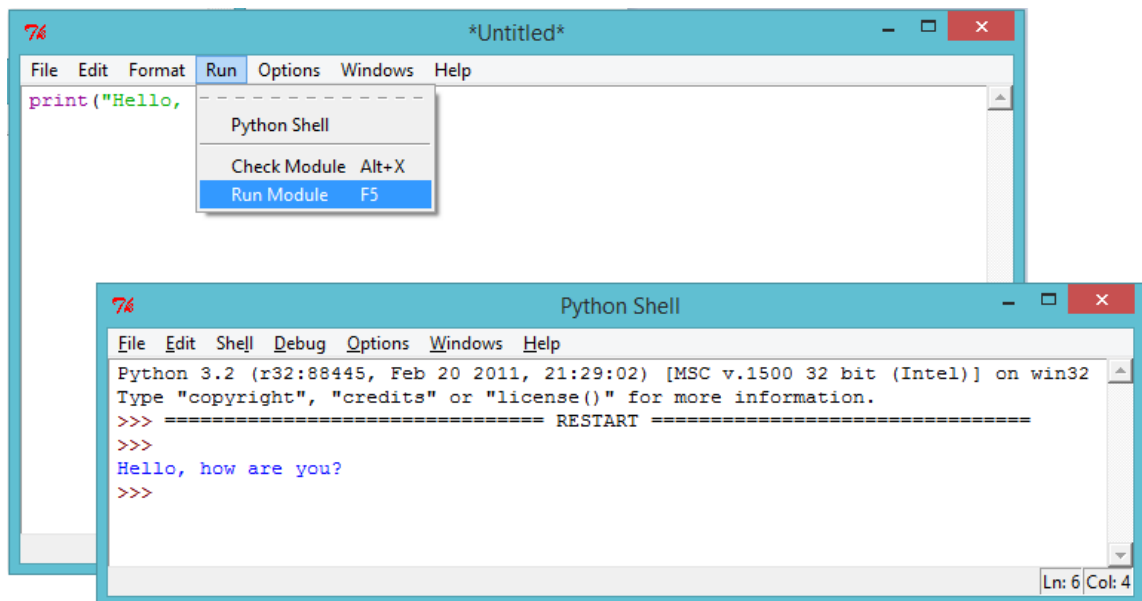 *Untitled*
File Edit Format Run Options Windows Help
print("Hello,
Python Shell
Check Module Alt+X
Run Module F5
Python Shell
File Edit Shell Debug Options Windows Help
Python 3.2 (r32:88445, Feb 20 2011, 21:29:02) [MSC v.1500 32 bit (Intel)] on win32
Type "copyright", "credits" or "license()" for more information.
>>> ================================ RESTART ================================
>>>
Hello, how are you?
>>>
Ln: 6 Col: 4